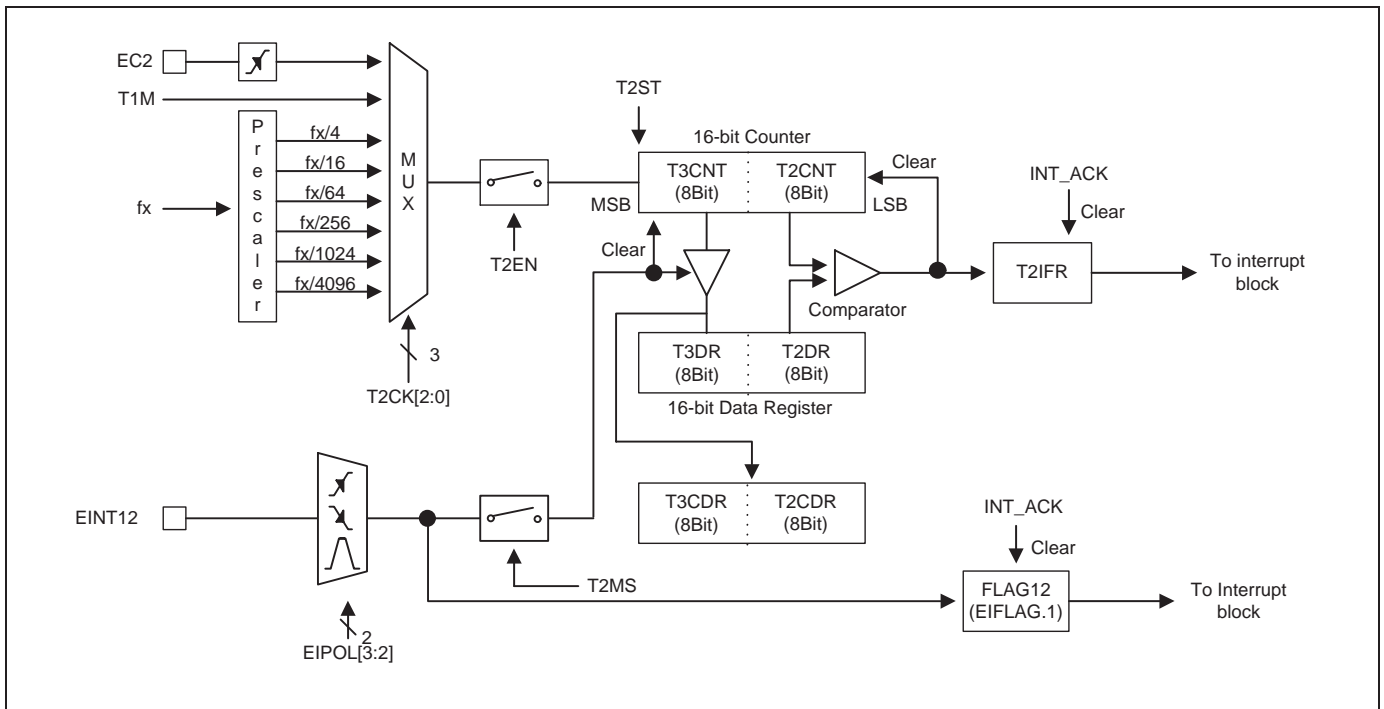 EC2
T1M
fx
Prescaler
fx/4
fx/16
fx/64
fx/256
fx/1024
fx/4096
MUX
3
T2CK[2:0]
T2EN
T2ST
16-bit Counter
T3CNT
(8Bit)
T2CNT
(8Bit)
MSB
LSB
Clear
Clear
Comparator
INT_ACK
Clear
T2IFR
To interrupt
block
T3DR
(8Bit)
T2DR
(8Bit)
16-bit Data Register
T3CDR
(8Bit)
T2CDR
(8Bit)
EINT12
2
EIPOL[3:2]
T2MS
INT_ACK
Clear
FLAG12
(EIFLAG.1)
To Interrupt
block